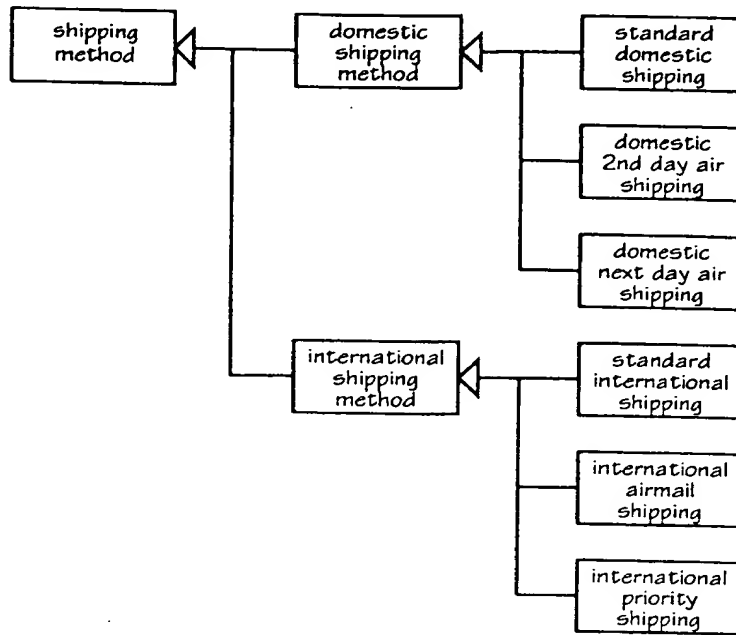 shipping
method
domestic
shipping
method
standard
domestic
shipping
domestic
2nd day air
shipping
domestic
next day air
shipping
international
shipping
method
standard
international
shipping
international
airmail
shipping
international
priority
shipping